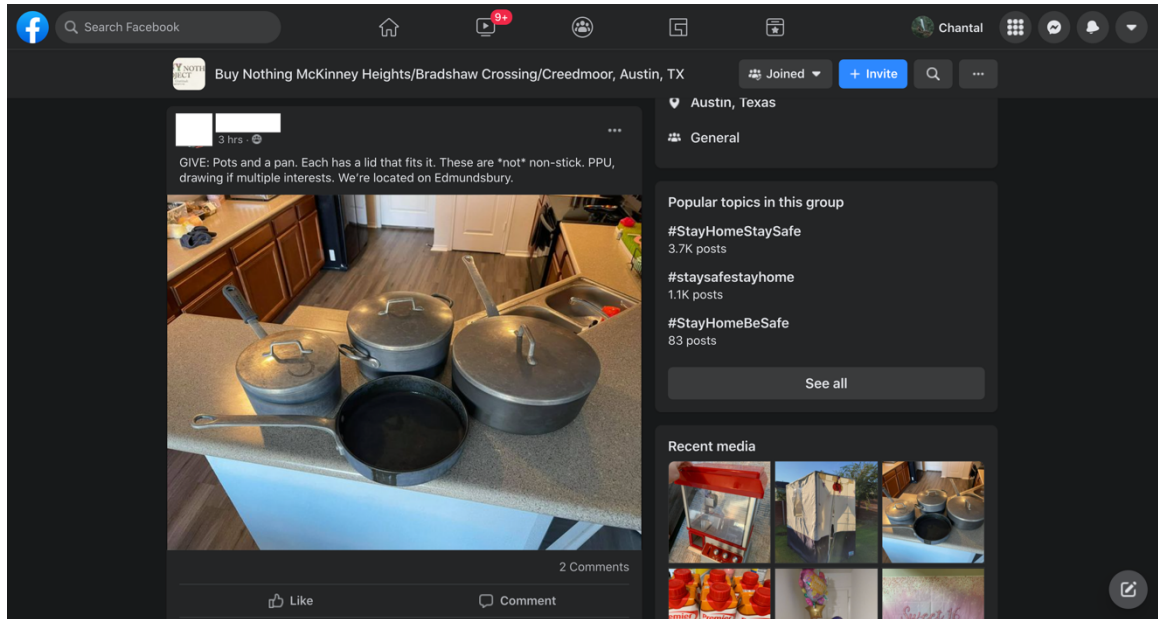 Search Facebook
9+
Chantal
Buy Nothing McKinney Heights/Bradshaw Crossing/Creedmoor, Austin, TX
Joined
+ Invite
3 hrs ·
GIVE: Pots and a pan. Each has a lid that fits it. These are *not* non-stick. PPU,
drawing if multiple interests. We're located on Edmundsbury.
2 Comments
Like
Comment
Austin, Texas
General
Popular topics in this group
#StayHomeStaySafe
3.7K posts
#staysafestayhome
1.1K posts
#StayHomeBeSafe
83 posts
See all
Recent media
Premier
Sweet 16